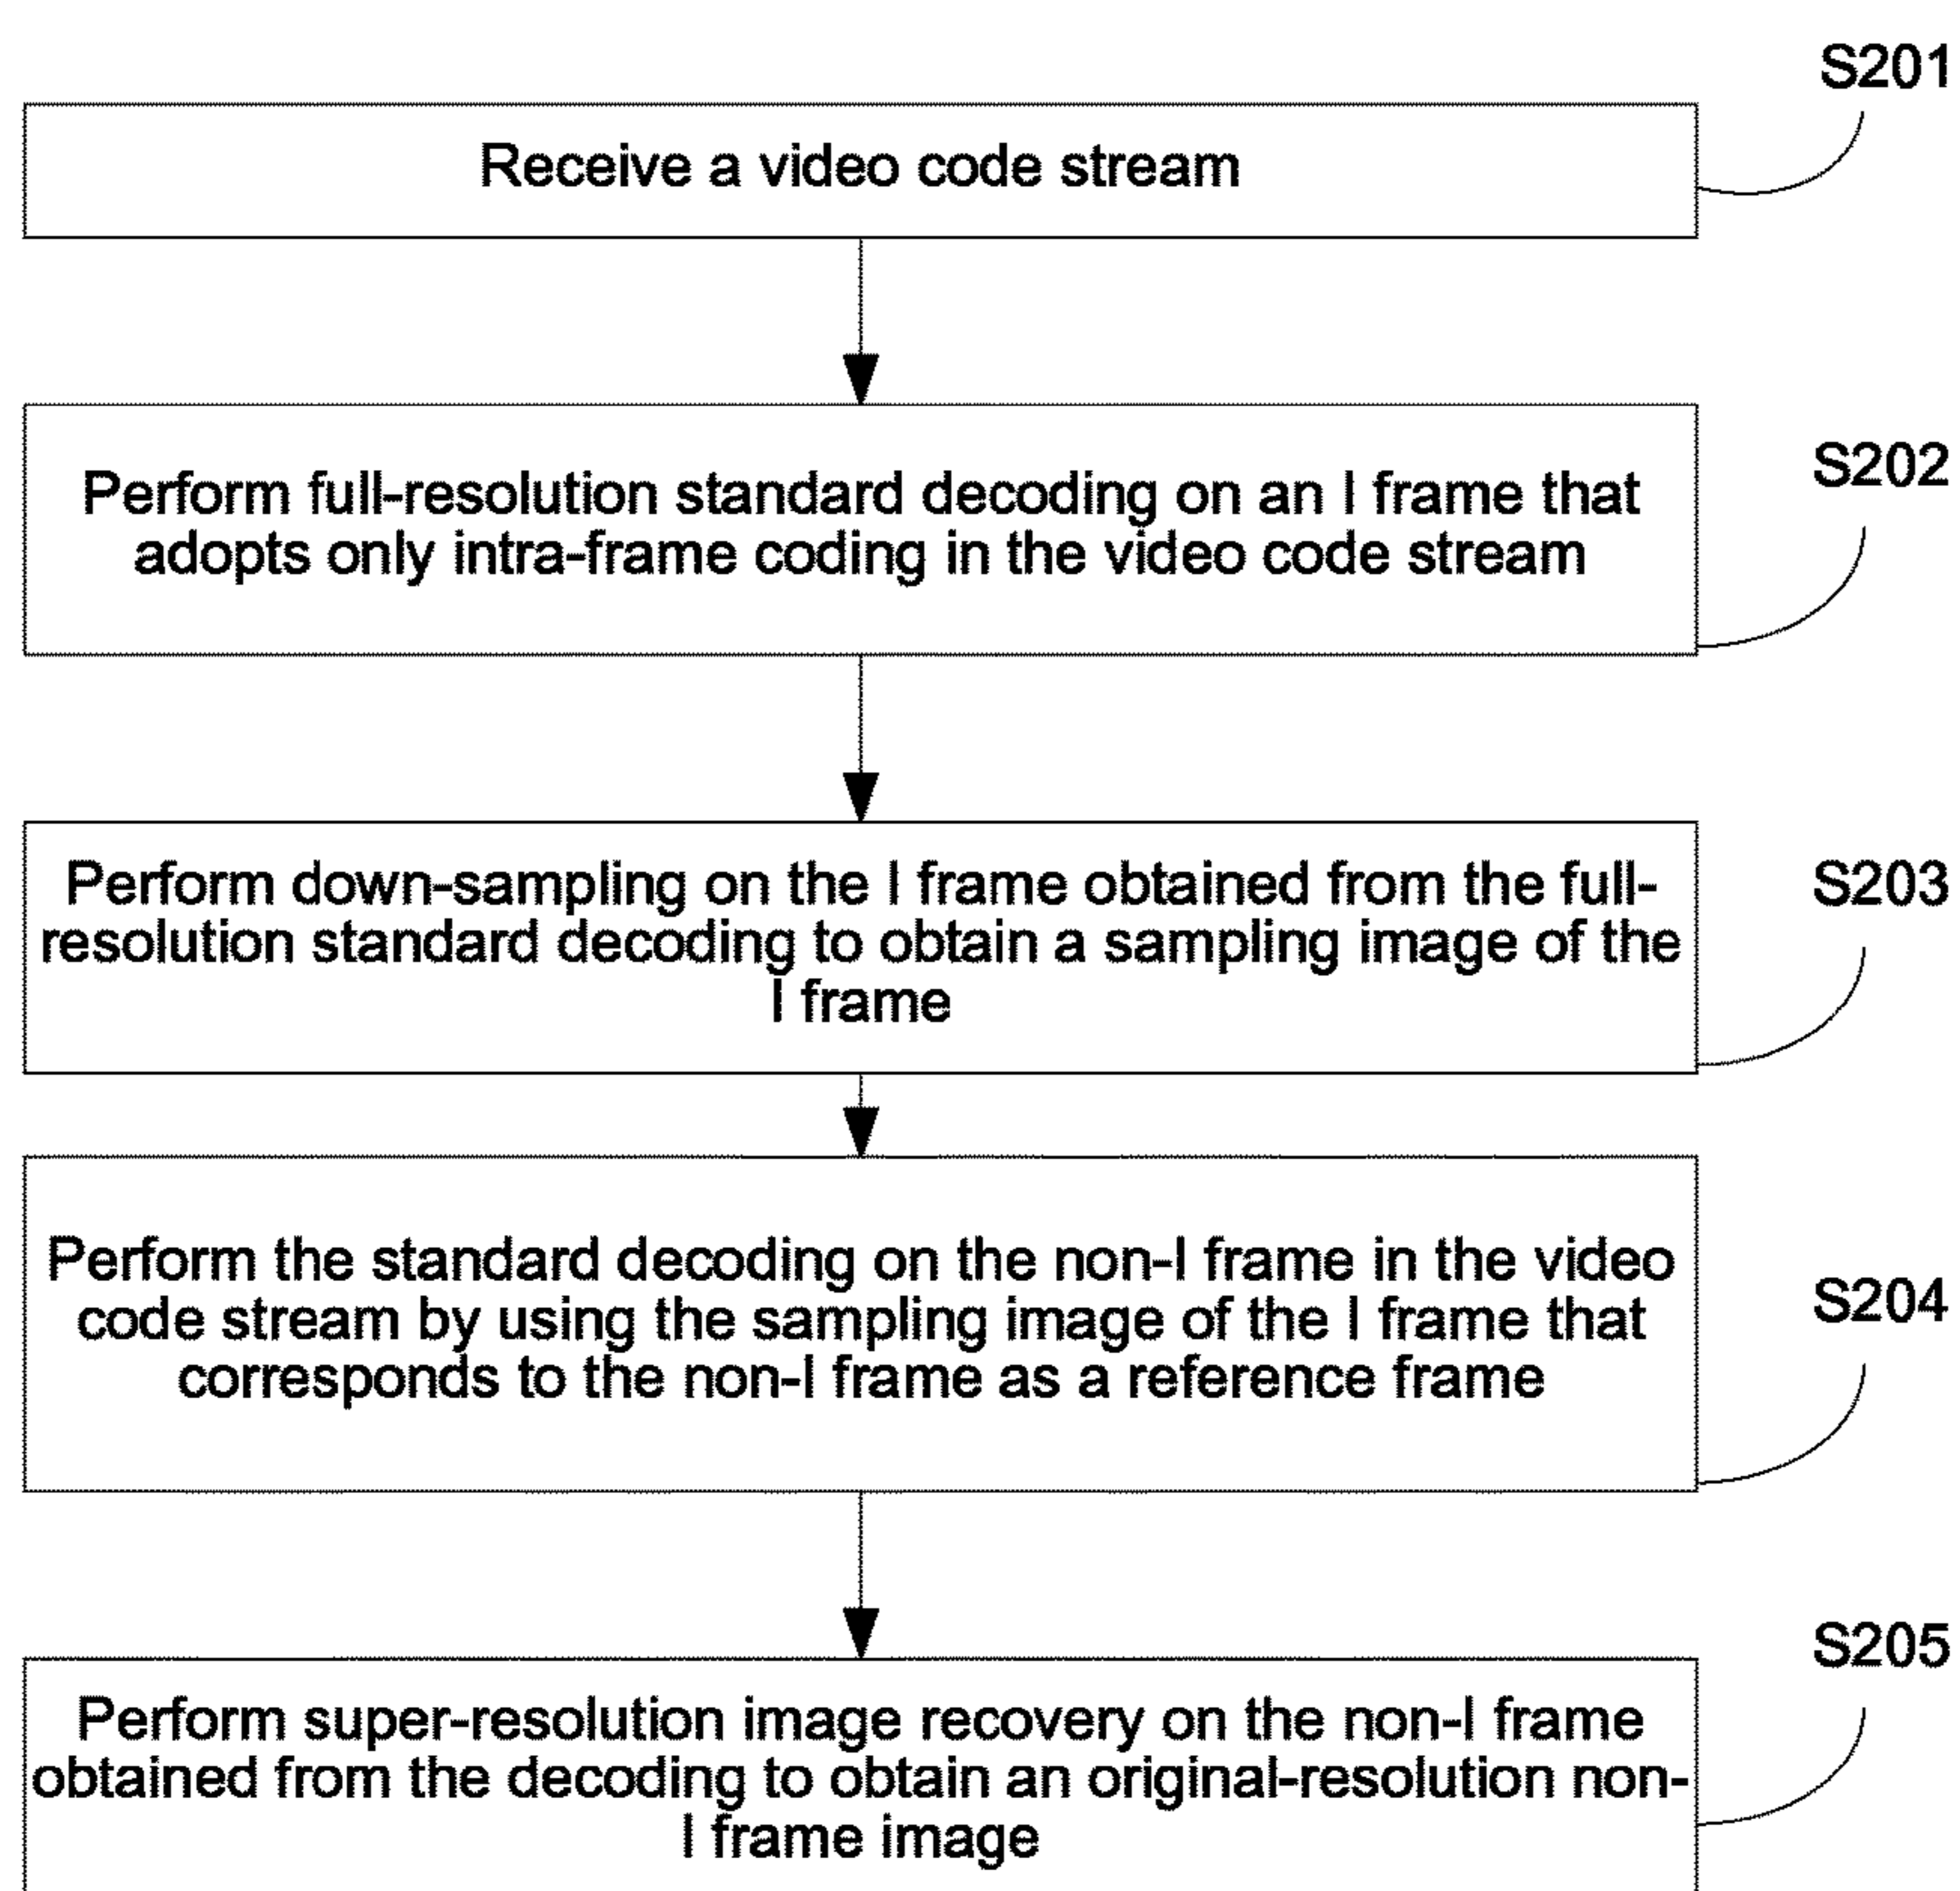 S201
Receive a video code stream
S202
Perform full-resolution standard decoding on an I frame that
adopts only intra-frame coding in the video code stream
S203
Perform down-sampling on the I frame obtained from the full-
resolution standard decoding to obtain a sampling image of the
I frame
S204
Perform the standard decoding on the non-I frame in the video
code stream by using the sampling image of the I frame that
corresponds to the non-I frame as a reference frame
S205
Perform super-resolution image recovery on the non-I frame
obtained from the decoding to obtain an original-resolution non-
I frame image